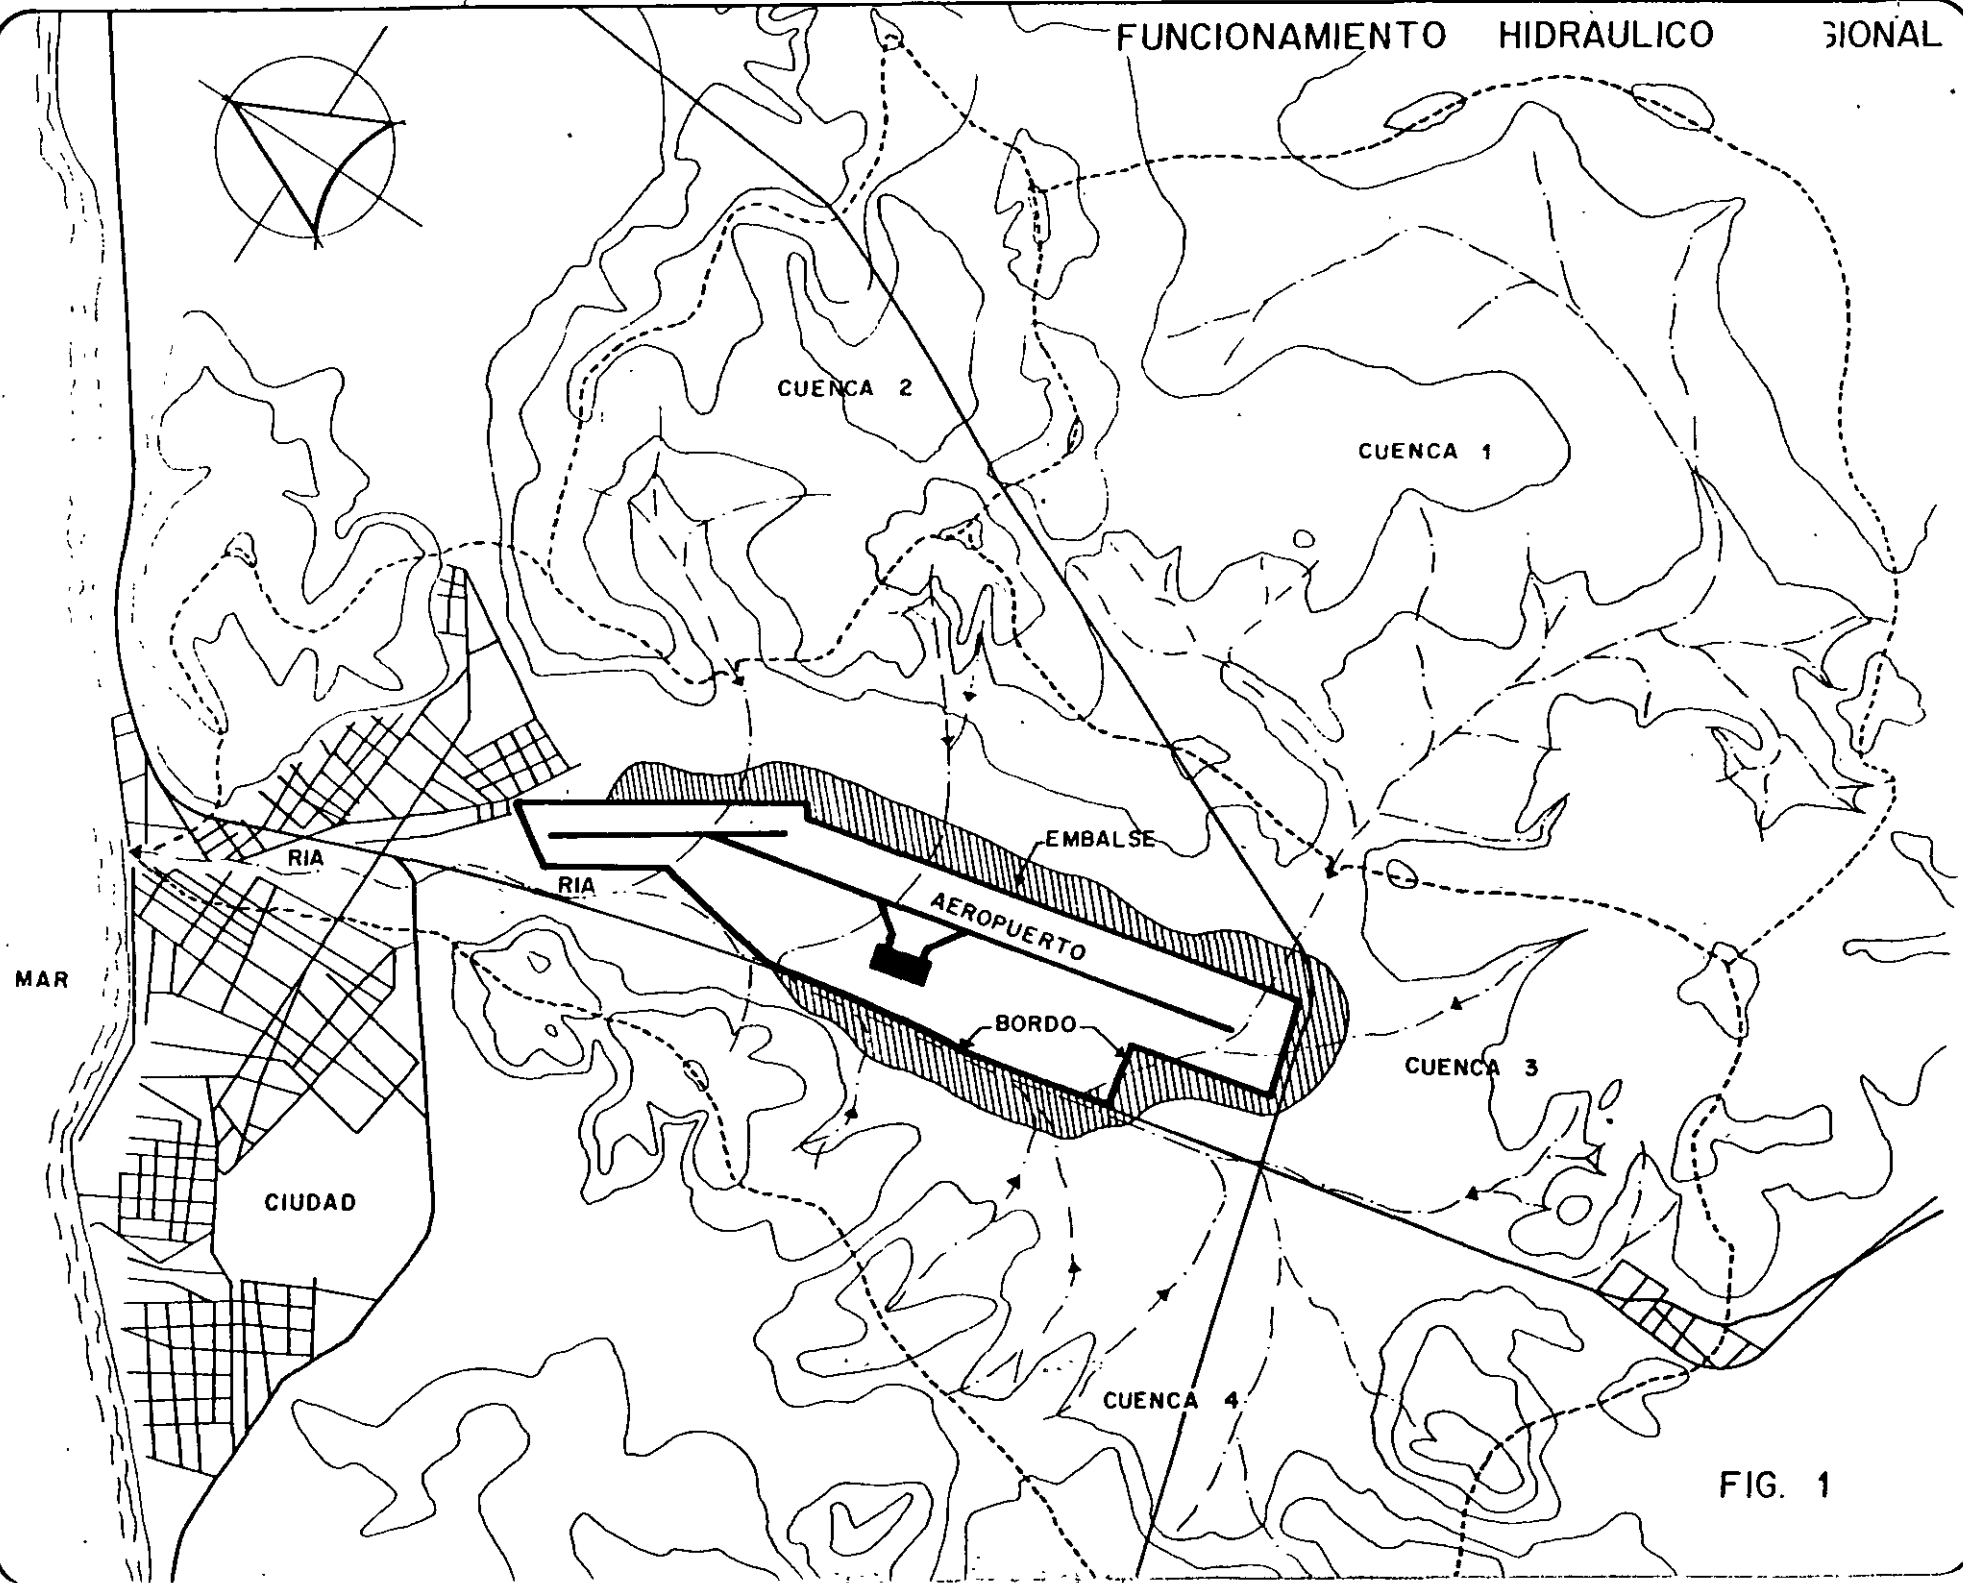 FUNCIONAMIENTO HIDRAULICO GIONAL
CUENCA 2
CUENCA 1
EMBALSE
RIA
RIA
AEROPUERTO
MAR
BORDO
CUENCA 3
CIUDAD
CUENCA 4
FIG. 1